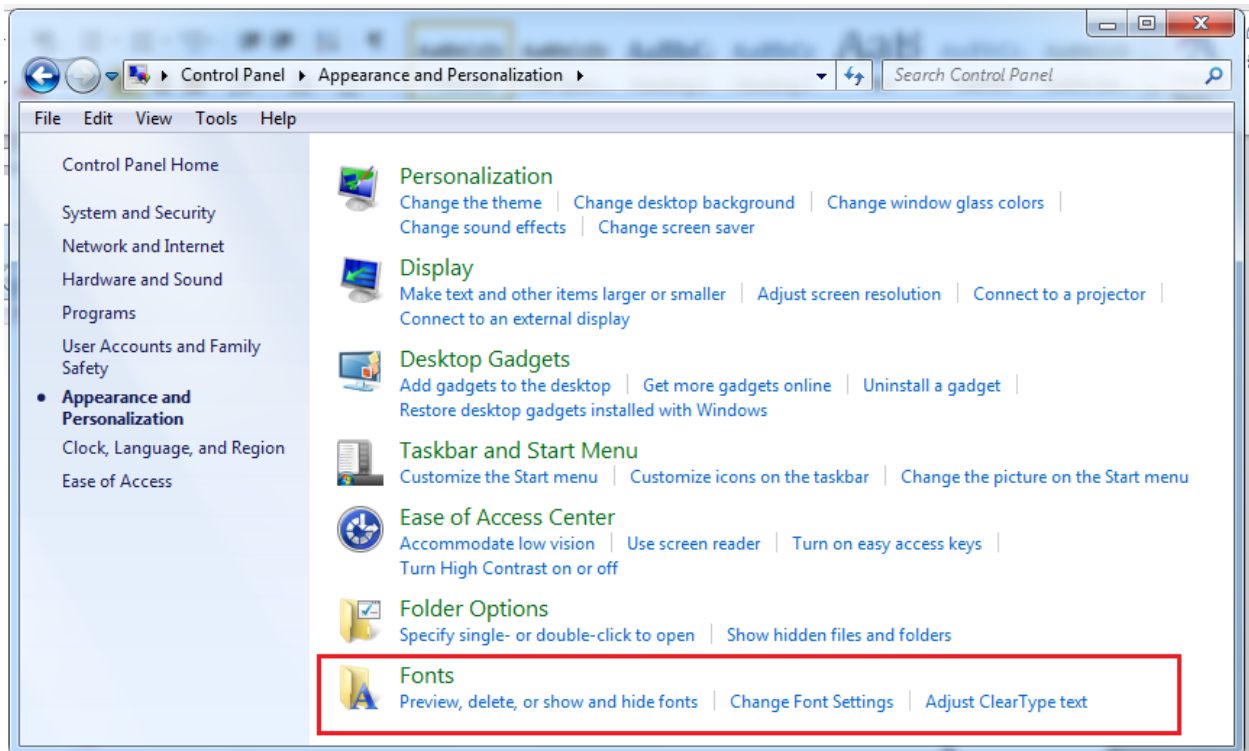 Control Panel Appearance and Personalization Search Control Panel
File Edit View Tools Help
Control Panel Home
System and Security
Network and Internet
Hardware and Sound
Programs
User Accounts and Family
Safety
Appearance and
Personalization
Clock, Language, and Region
Ease of Access
Personalization
Change the theme Change desktop background Change window glass colors
Change sound effects Change screen saver
Display
Make text and other items larger or smaller Adjust screen resolution Connect to a projector
Connect to an external display
Desktop Gadgets
Add gadgets to the desktop Get more gadgets online Uninstall a gadget
Restore desktop gadgets installed with Windows
Taskbar and Start Menu
Customize the Start menu Customize icons on the taskbar Change the picture on the Start menu
Ease of Access Center
Accommodate low vision Use screen reader Turn on easy access keys
Turn High Contrast on or off
Folder Options
Specify single- or double-click to open Show hidden files and folders
Fonts
Preview, delete, or show and hide fonts Change Font Settings Adjust ClearType text